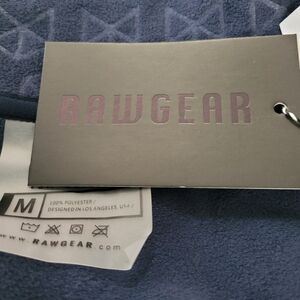 RAWGEAR
M
100% POLYESTER /
DESIGNED IN LOS ANGELES, USA /
www.RAWGEAR.com